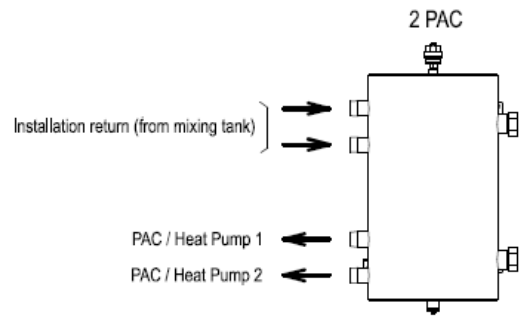 2 PAC
Installation return (from mixing tank)
PAC / Heat Pump 1
PAC / Heat Pump 2